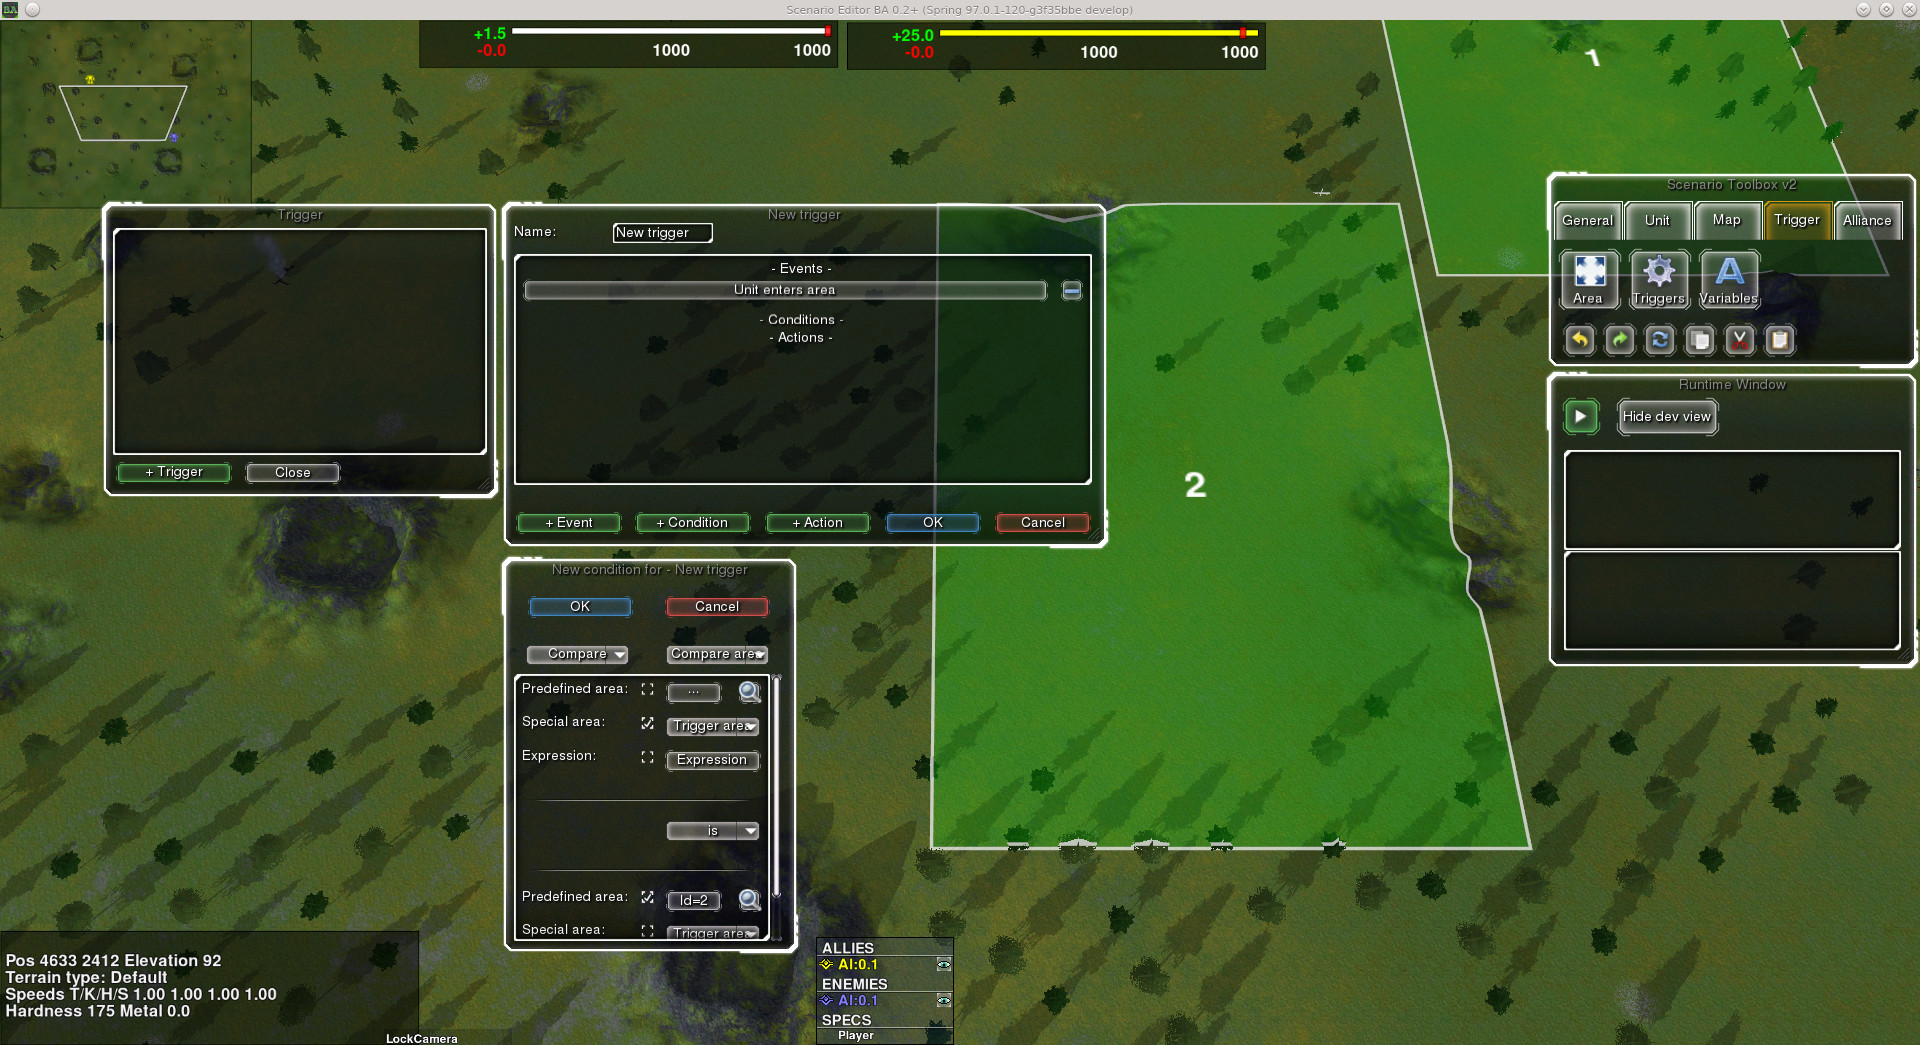 Scenario Editor BA 0.2+ (Spring 97.0.1-120-g3f35bbe develop)
+1.5
-0.0 1000 1000
+25.0
-0.0 1000 1000
1
2
Trigger
+ Trigger Close
New trigger
Name: New trigger
- Events -
Unit enters area
- Conditions -
- Actions -
+ Event + Condition + Action OK Cancel
New condition for - New trigger
OK Cancel
Compare Compare area
Predefined area: ...
Special area: Trigger area
Expression: Expression
is
Predefined area: Id=2
Special area: Trigger area
Scenario Toolbox v2
General Unit Map Trigger Alliance
Area Triggers Variables
Runtime Window
Hide dev view
Pos 4633 2412 Elevation 92
Terrain type: Default
Speeds T/K/H/S 1.00 1.00 1.00 1.00
Hardness 175 Metal 0.0
LockCamera
ALLIES
AI:0.1
ENEMIES
AI:0.1
SPECS
Player